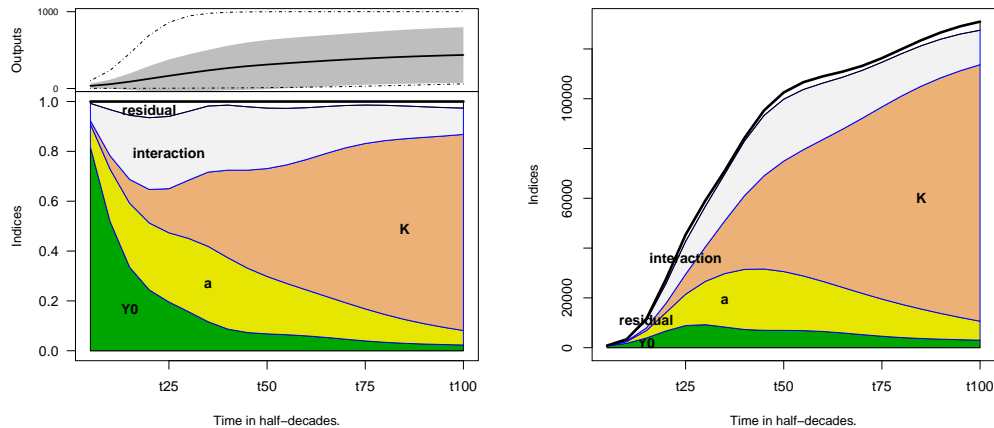 Outputs
1000
0
Indices
1.0
0.8
0.6
0.4
0.2
0.0
residual
interaction
K
a
Y0
t25
t50
t75
t100
Time in half−decades.
Indices
100000
60000
20000
0
interaction
K
a
residual
Y0
t25
t50
t75
t100
Time in half−decades.